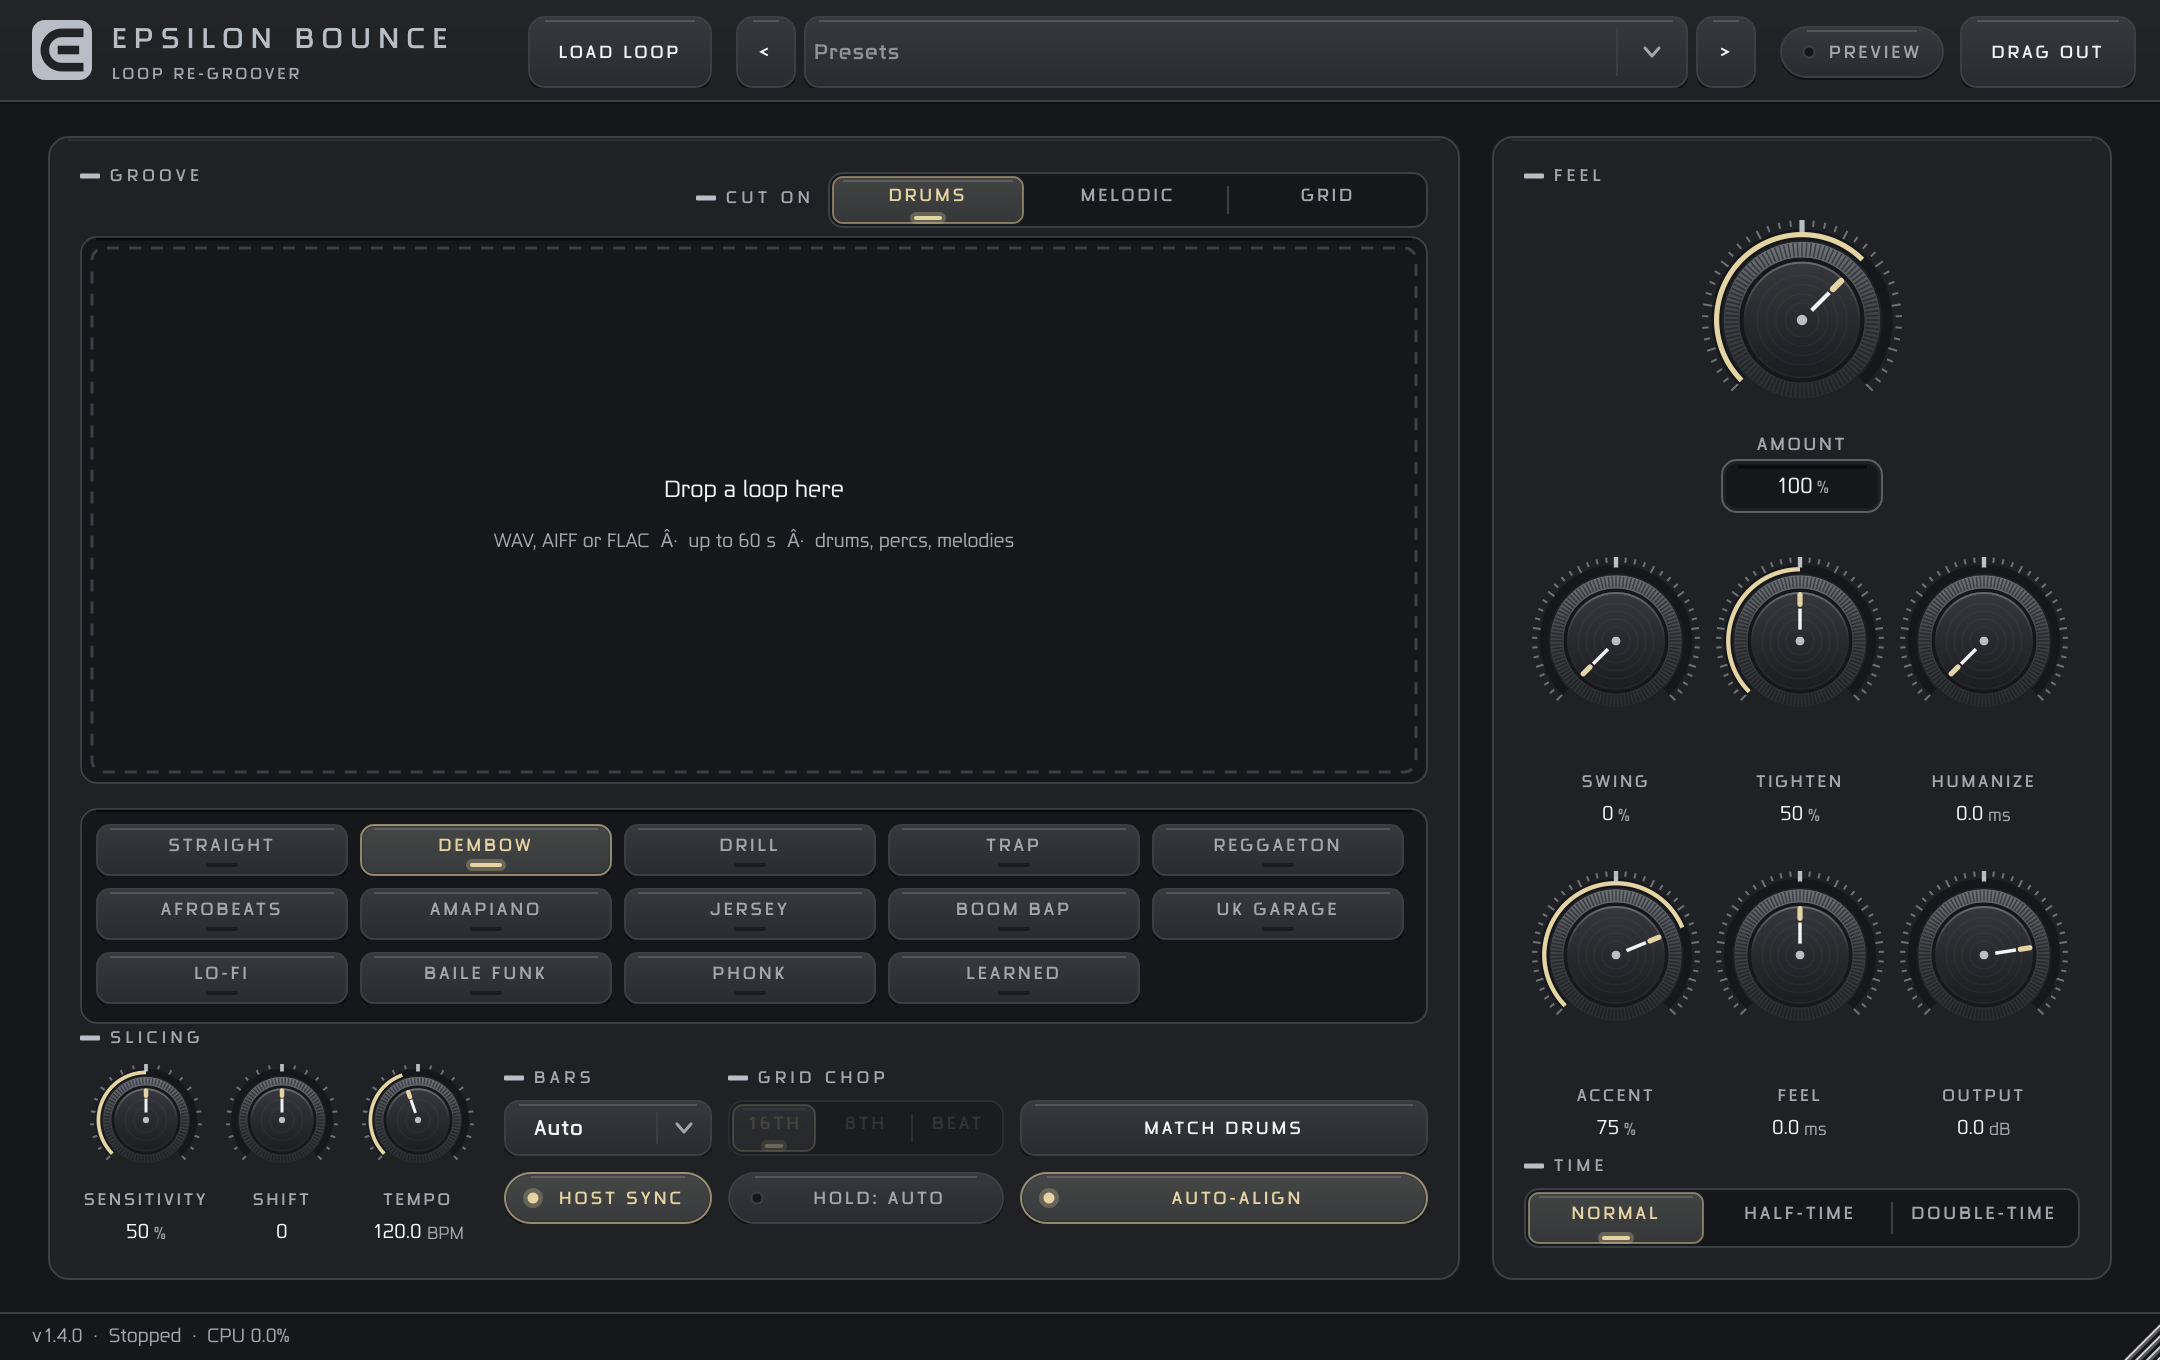 EPSILON BOUNCE
LOOP RE-GROOVER
LOAD LOOP
<
Presets
>
PREVIEW
DRAG OUT
GROOVE
CUT ON
DRUMS
MELODIC
GRID
Drop a loop here
WAV, AIFF or FLAC Â· up to 60 s Â· drums, percs, melodies
STRAIGHT
DEMBOW
DRILL
TRAP
REGGAETON
AFROBEATS
AMAPIANO
JERSEY
BOOM BAP
UK GARAGE
LO-FI
BAILE FUNK
PHONK
LEARNED
SLICING
SENSITIVITY
50 %
SHIFT
0
TEMPO
120.0 BPM
BARS
Auto
GRID CHOP
16TH
8TH
BEAT
MATCH DRUMS
HOST SYNC
HOLD: AUTO
AUTO-ALIGN
FEEL
AMOUNT
100 %
SWING
0 %
TIGHTEN
50 %
HUMANIZE
0.0 ms
ACCENT
75 %
FEEL
0.0 ms
OUTPUT
0.0 dB
TIME
NORMAL
HALF-TIME
DOUBLE-TIME
v1.4.0 · Stopped · CPU 0.0%